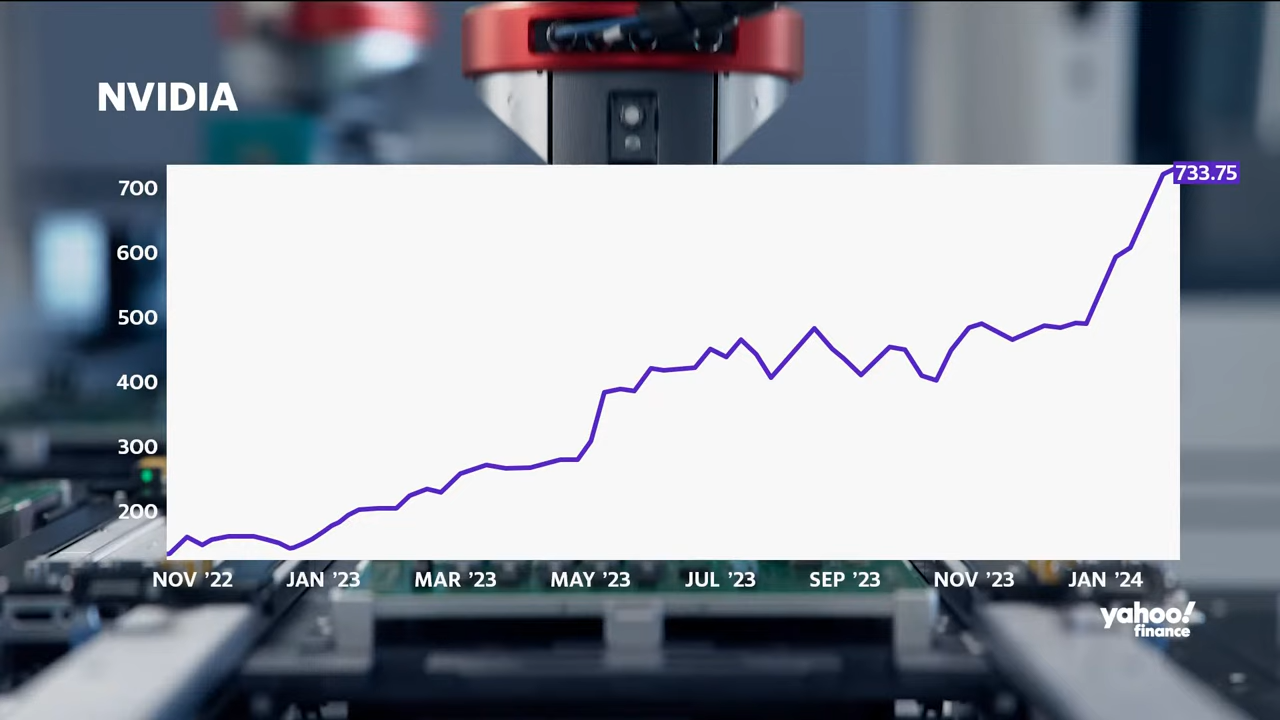 NVIDIA
733.75
700
600
500
400
300
200
NOV ’22 JAN ’23 MAR ’23 MAY ’23 JUL ’23 SEP ’23 NOV ’23 JAN ’24
yahoo!
finance